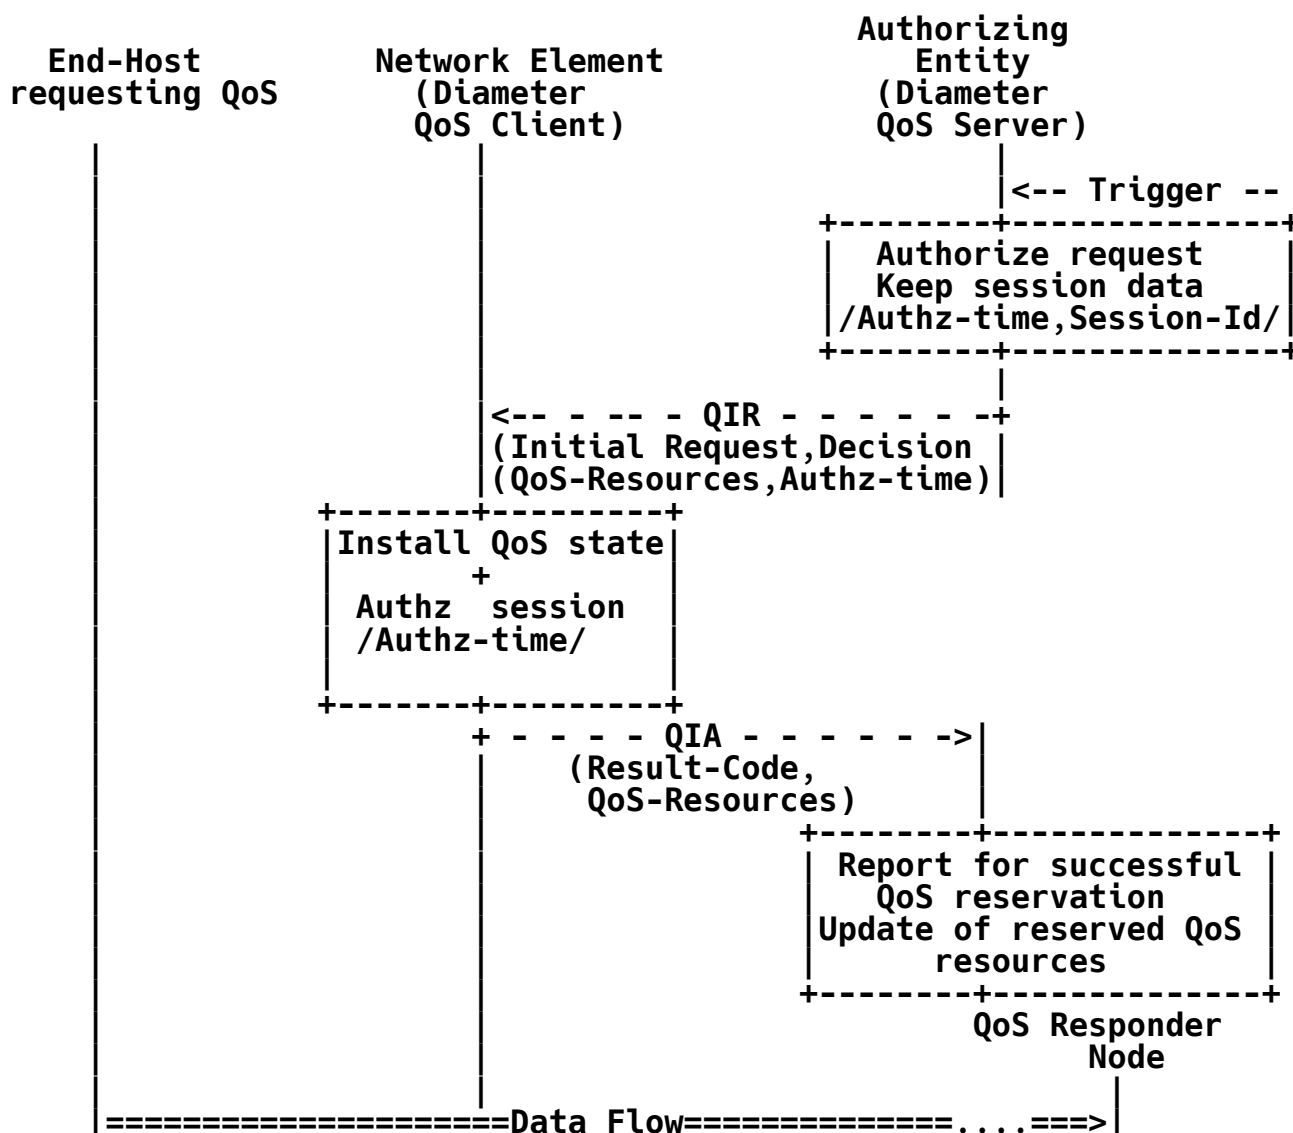 Authorizing
End-Host Network Element Entity
requesting QoS (Diameter (Diameter
QoS Client) QoS Server)
<-- Trigger --
Authorize request
Keep session data
/Authz-time,Session-Id/
<-- - -- - QIR - - - - - -+
(Initial Request,Decision
(QoS-Resources,Authz-time)
Install QoS state
+
Authz session
/Authz-time/
+ - - - - QIA - - - - - ->
(Result-Code,
QoS-Resources)
Report for successful
QoS reservation
Update of reserved QoS
resources
QoS Responder
Node
=====================Data Flow==============....===>